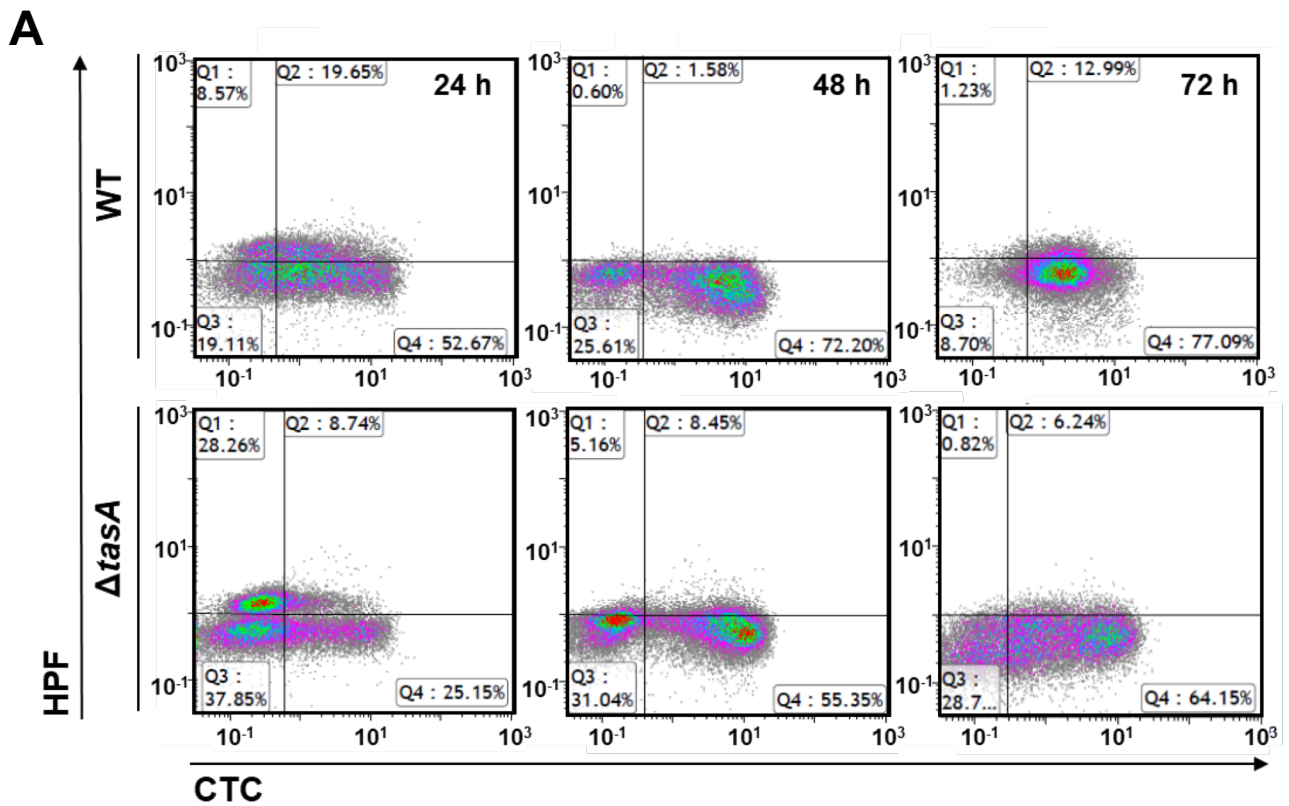 A
HPF
WT
10³
10¹
10-¹
Q1 :
8.57%
Q2 : 19.65%
24 h
Q3 :
19.11%
Q4 : 52.67%
10-¹
10¹
10³
10³
10¹
10-¹
Q1 :
0.60%
Q2 : 1.58%
48 h
Q3 :
25.61%
Q4 : 72.20%
10-¹
10¹
10³
10³
10¹
10-¹
Q1 :
1.23%
Q2 : 12.99%
72 h
Q3 :
8.70%
Q4 : 77.09%
10-¹
10¹
10³
ΔtasA
10³
10¹
10-¹
Q1 :
28.26%
Q2 : 8.74%
Q3 :
37.85%
Q4 : 25.15%
10-¹
10¹
10³
10³
10¹
10-¹
Q1 :
5.16%
Q2 : 8.45%
Q3 :
31.04%
Q4 : 55.35%
10-¹
10¹
10³
10³
10¹
10-¹
Q1 :
0.82%
Q2 : 6.24%
Q3 :
28.7...
Q4 : 64.15%
10-¹
10¹
10³
CTC